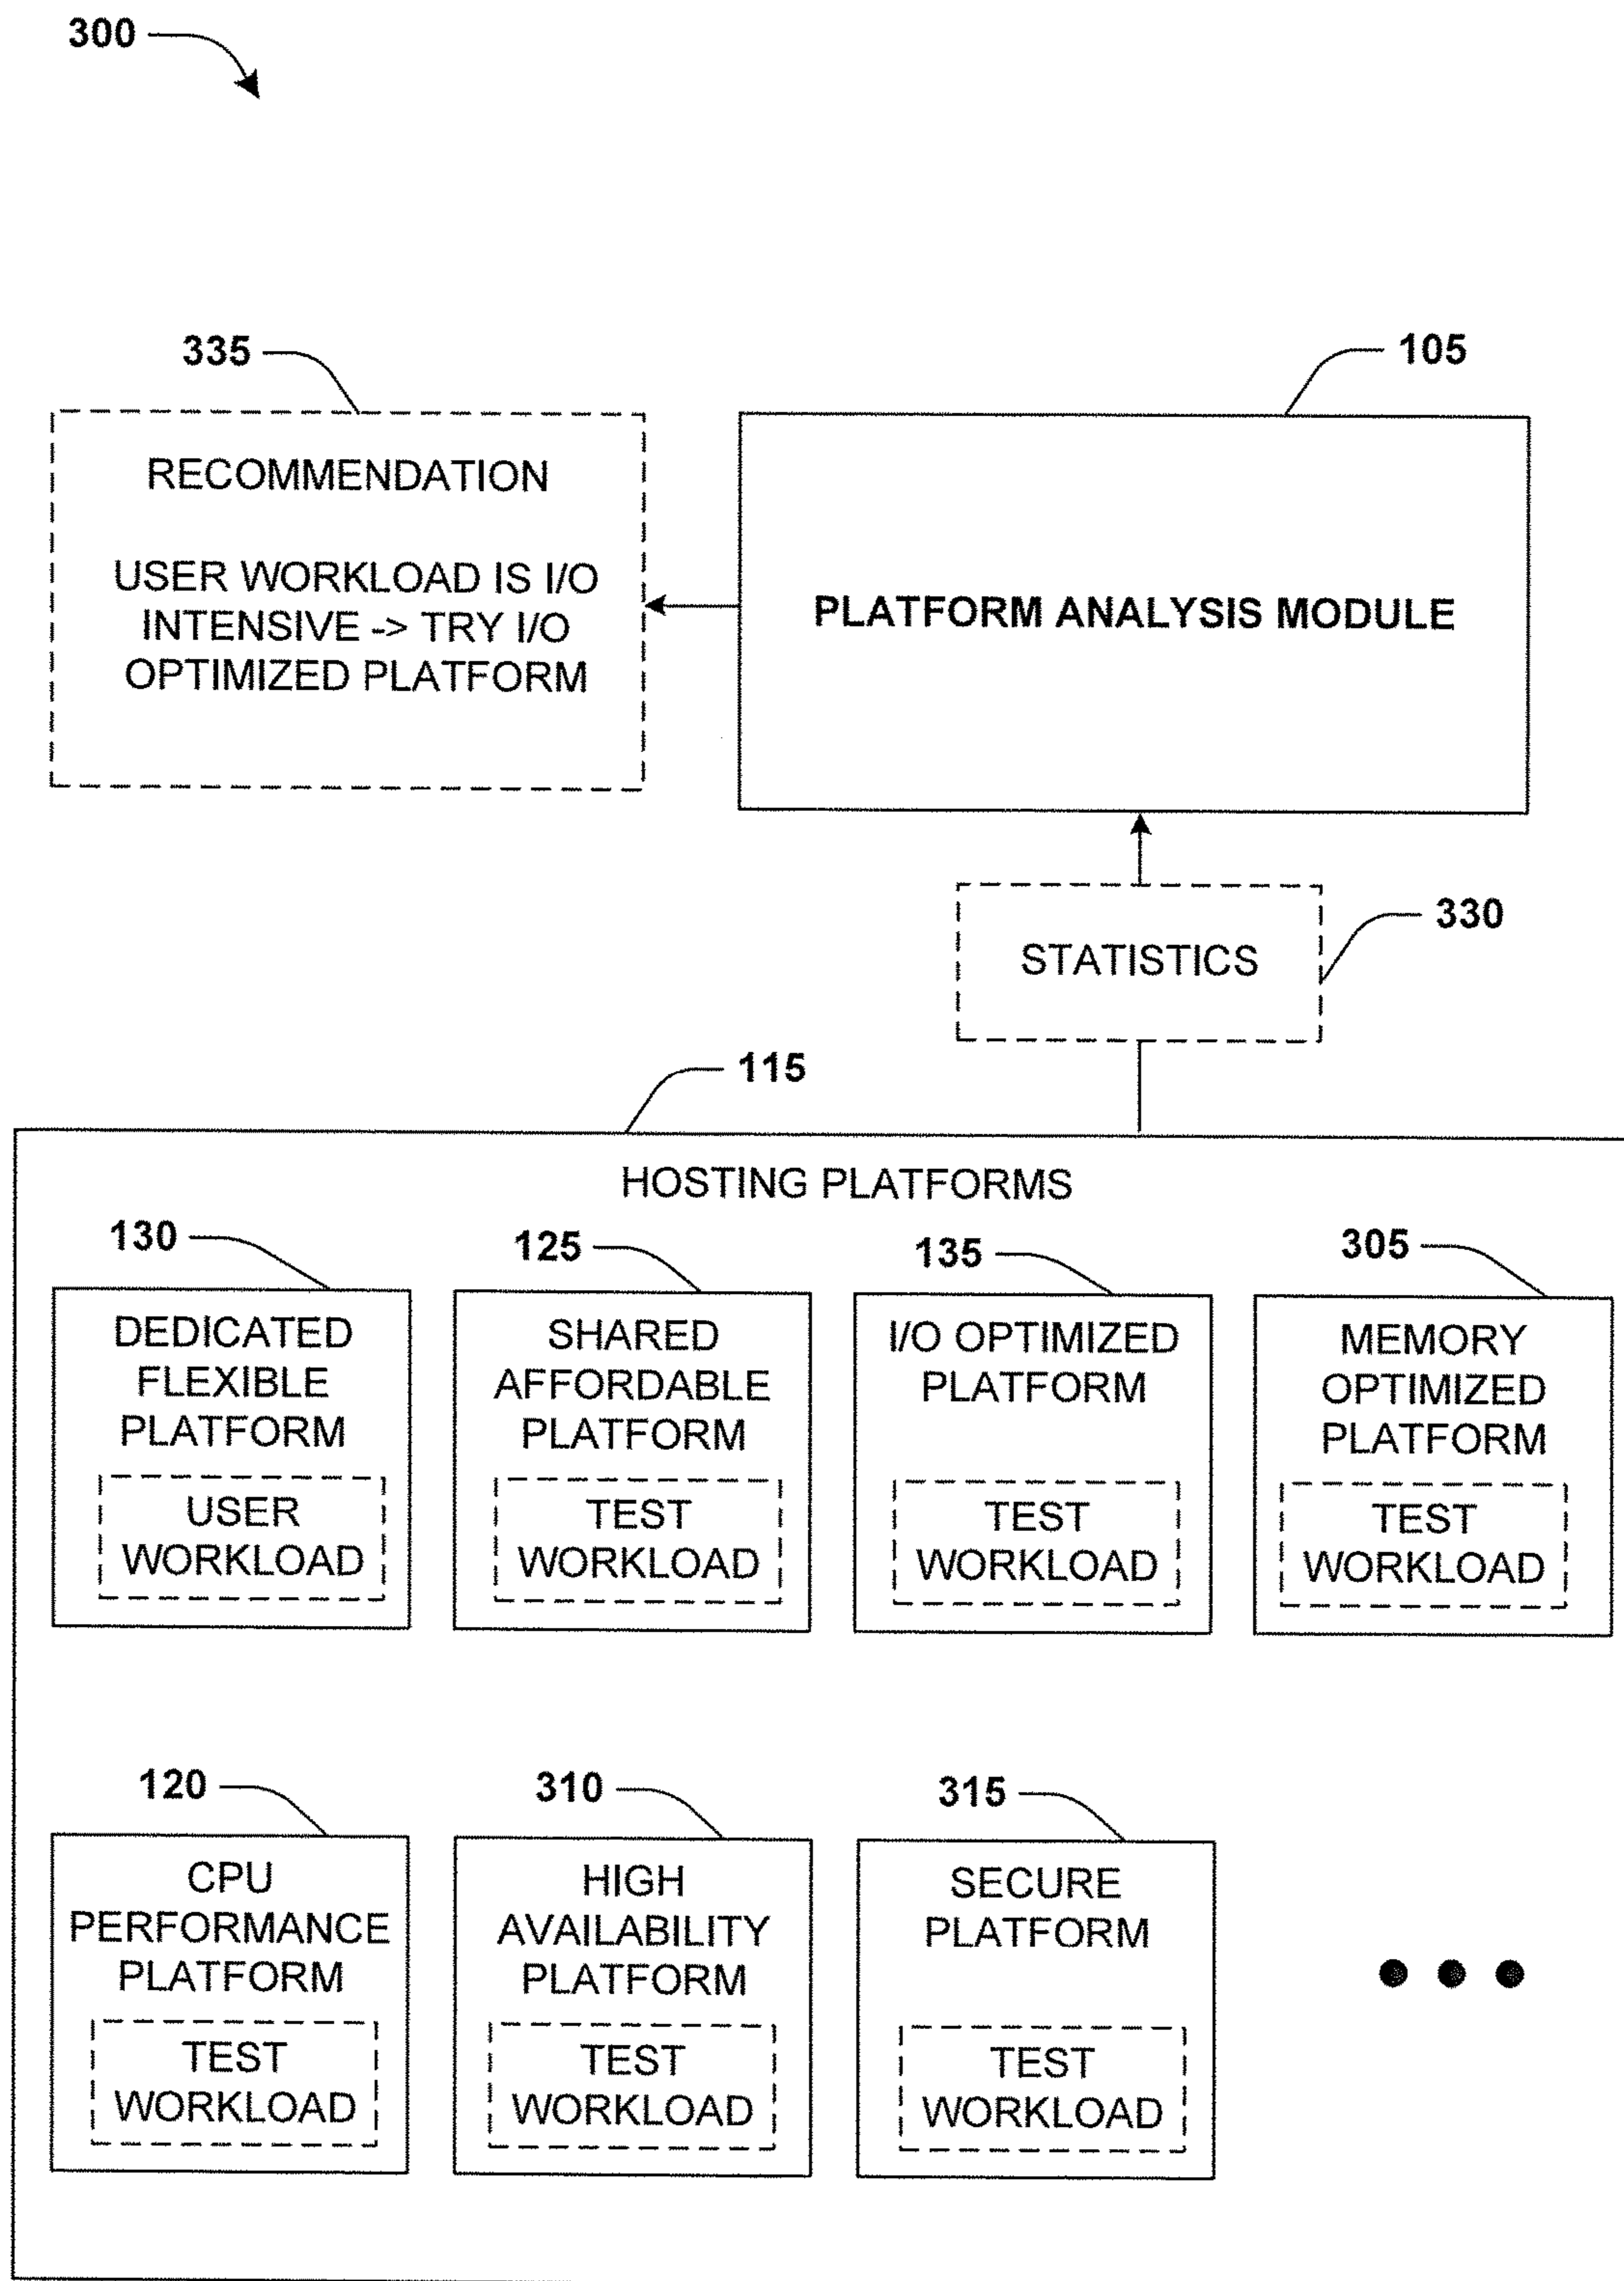 300
335
105
RECOMMENDATION
USER WORKLOAD IS I/O
INTENSIVE -> TRY I/O
OPTIMIZED PLATFORM
PLATFORM ANALYSIS MODULE
330
STATISTICS
115
HOSTING PLATFORMS
130
125
135
305
DEDICATED
FLEXIBLE
PLATFORM
USER
WORKLOAD
SHARED
AFFORDABLE
PLATFORM
TEST
WORKLOAD
I/O OPTIMIZED
PLATFORM
TEST
WORKLOAD
MEMORY
OPTIMIZED
PLATFORM
TEST
WORKLOAD
120
310
315
CPU
PERFORMANCE
PLATFORM
TEST
WORKLOAD
HIGH
AVAILABILITY
PLATFORM
TEST
WORKLOAD
SECURE
PLATFORM
TEST
WORKLOAD